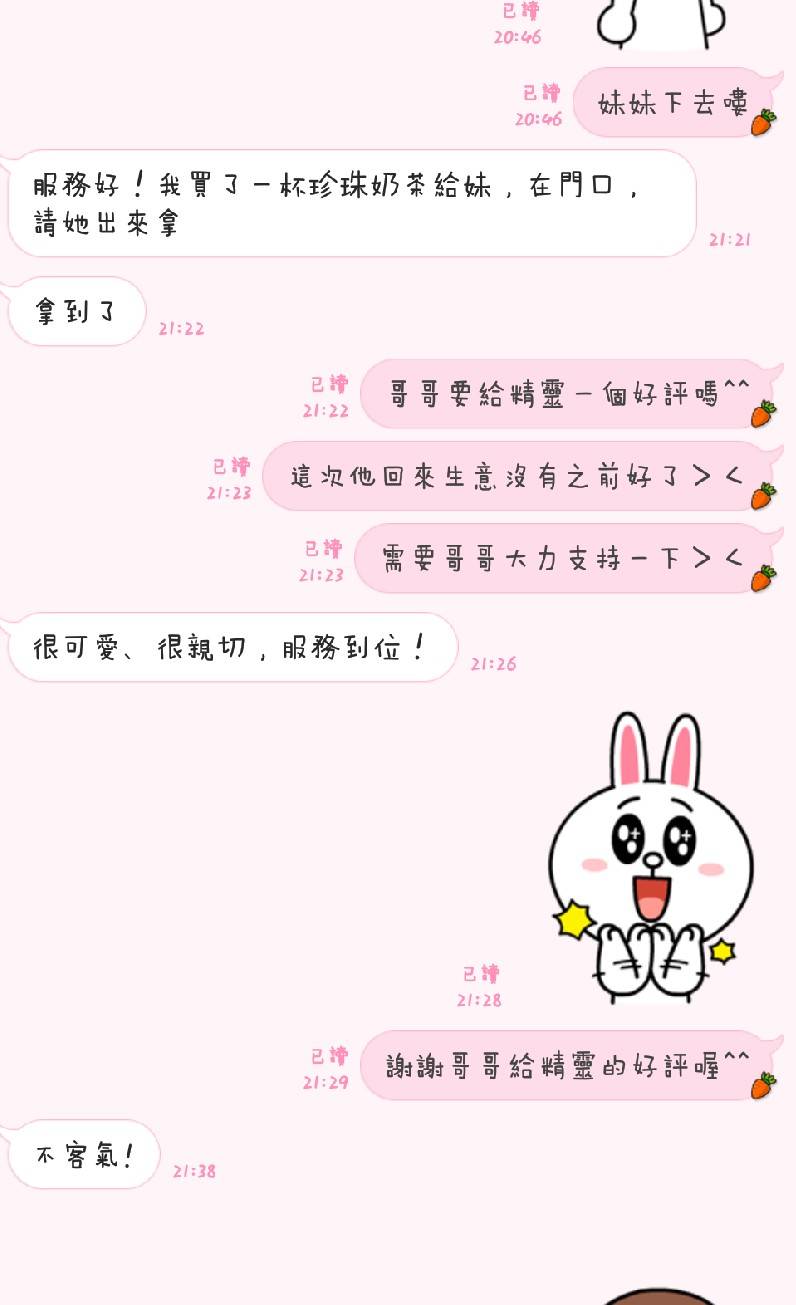 已讀
20:46
妹妹下去嘍
已讀
20:46
服務好！我買了一杯珍珠奶茶給妹，在門口，
請她出來拿
21:21
拿到了
21:22
哥哥要給精靈一個好評嗎^^
已讀
21:22
這次他回來生意沒有之前好了＞＜
已讀
21:23
需要哥哥大力支持一下＞＜
已讀
21:23
很可愛、很親切，服務到位！
21:26
已讀
21:28
謝謝哥哥給精靈的好評喔^^
已讀
21:29
不客氣！
21:38